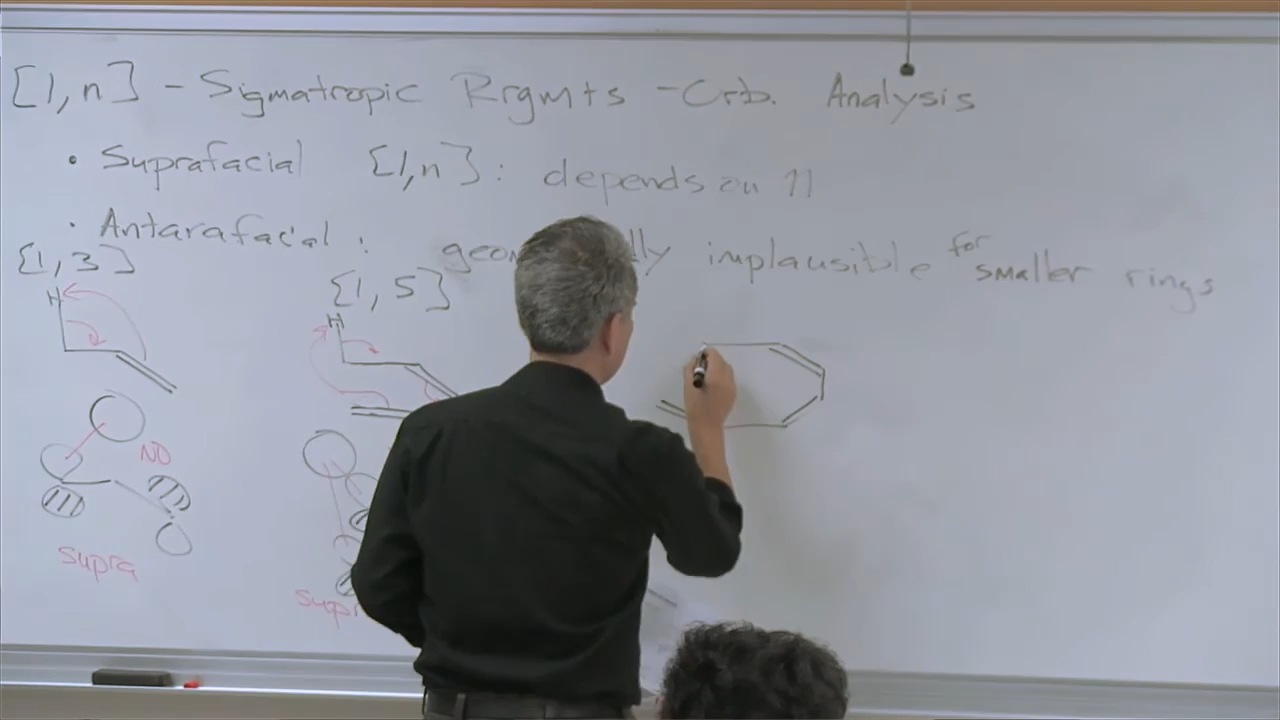 [1,n] - Sigmatropic Rrgmts - Orb. Analysis
• Suprafacial [1,n]: depends on n
• Antarafacial: implausible for smaller rings
[1,3]
[1,5]
H
H
NO
supra